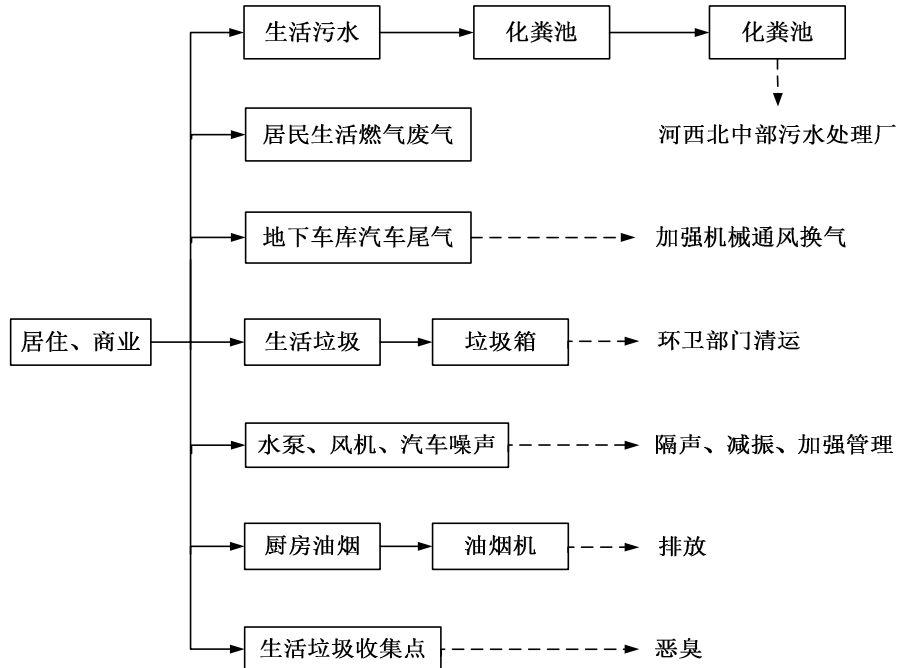 生活污水
化粪池
化粪池
居民生活燃气废气
河西北中部污水处理厂
地下车库汽车尾气
加强机械通风换气
居住、商业
生活垃圾
垃圾箱
环卫部门清运
水泵、风机、汽车噪声
隔声、减振、加强管理
厨房油烟
油烟机
排放
生活垃圾收集点
恶臭